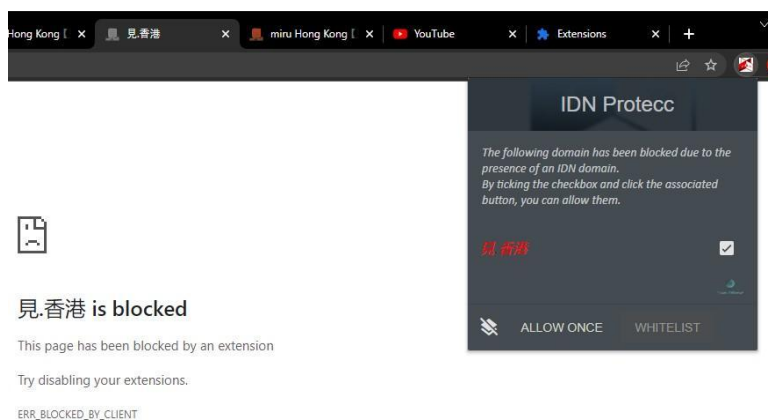 Hong Kong [
見.香港
miru Hong Kong [
YouTube
Extensions
IDN Protecc
The following domain has been blocked due to the
presence of an IDN domain.
By ticking the checkbox and click the associated
button, you can allow them.
見.香港
ALLOW ONCE
WHITELIST
見.香港 is blocked
This page has been blocked by an extension
Try disabling your extensions.
ERR_BLOCKED_BY_CLIENT